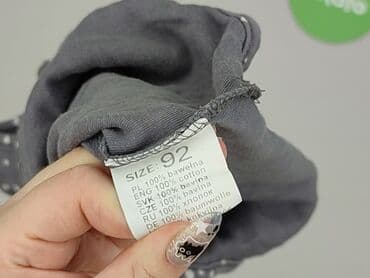 SIZE: 92
PL 100% bawełna
ENG 100% cotton
SVK 100% bavlna
CZE 100% bavlna
RU 100% хлопок
DE 100% baumwolle